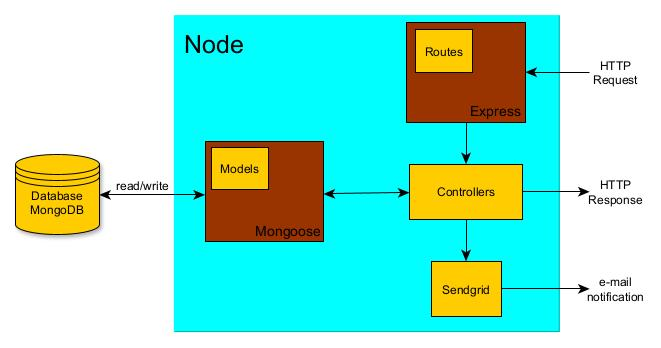 Node
Routes
Express
HTTP
Request
Models
Mongoose
Database
MongoDB
read/write
Controllers
HTTP
Response
Sendgrid
e-mail
notification